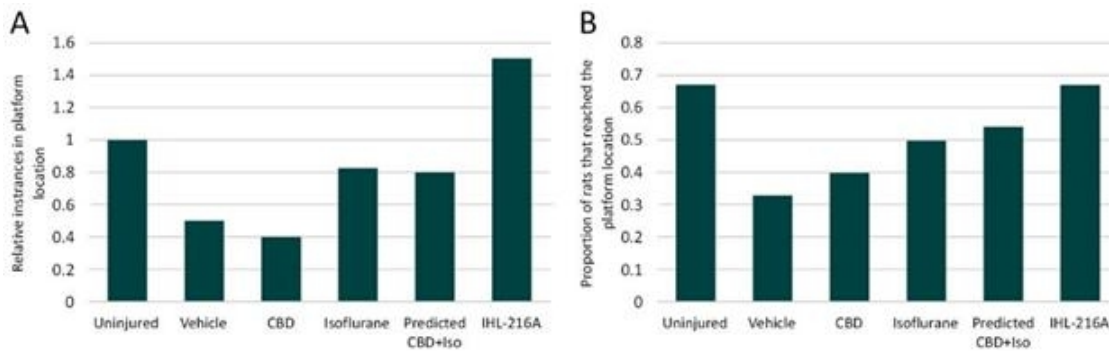 A
Relative instrances in platform
location
1.6
1.4
1.2
1
0.8
0.6
0.4
0.2
0
Uninjured Vehicle CBD Isoflurane Predicted IHL-216A
CBD+Iso
B
Proportion of rats that reached the
platform location
0.8
0.7
0.6
0.5
0.4
0.3
0.2
0.1
0
Uninjured Vehicle CBD Isoflurane Predicted IHL-216A
CBD+Iso